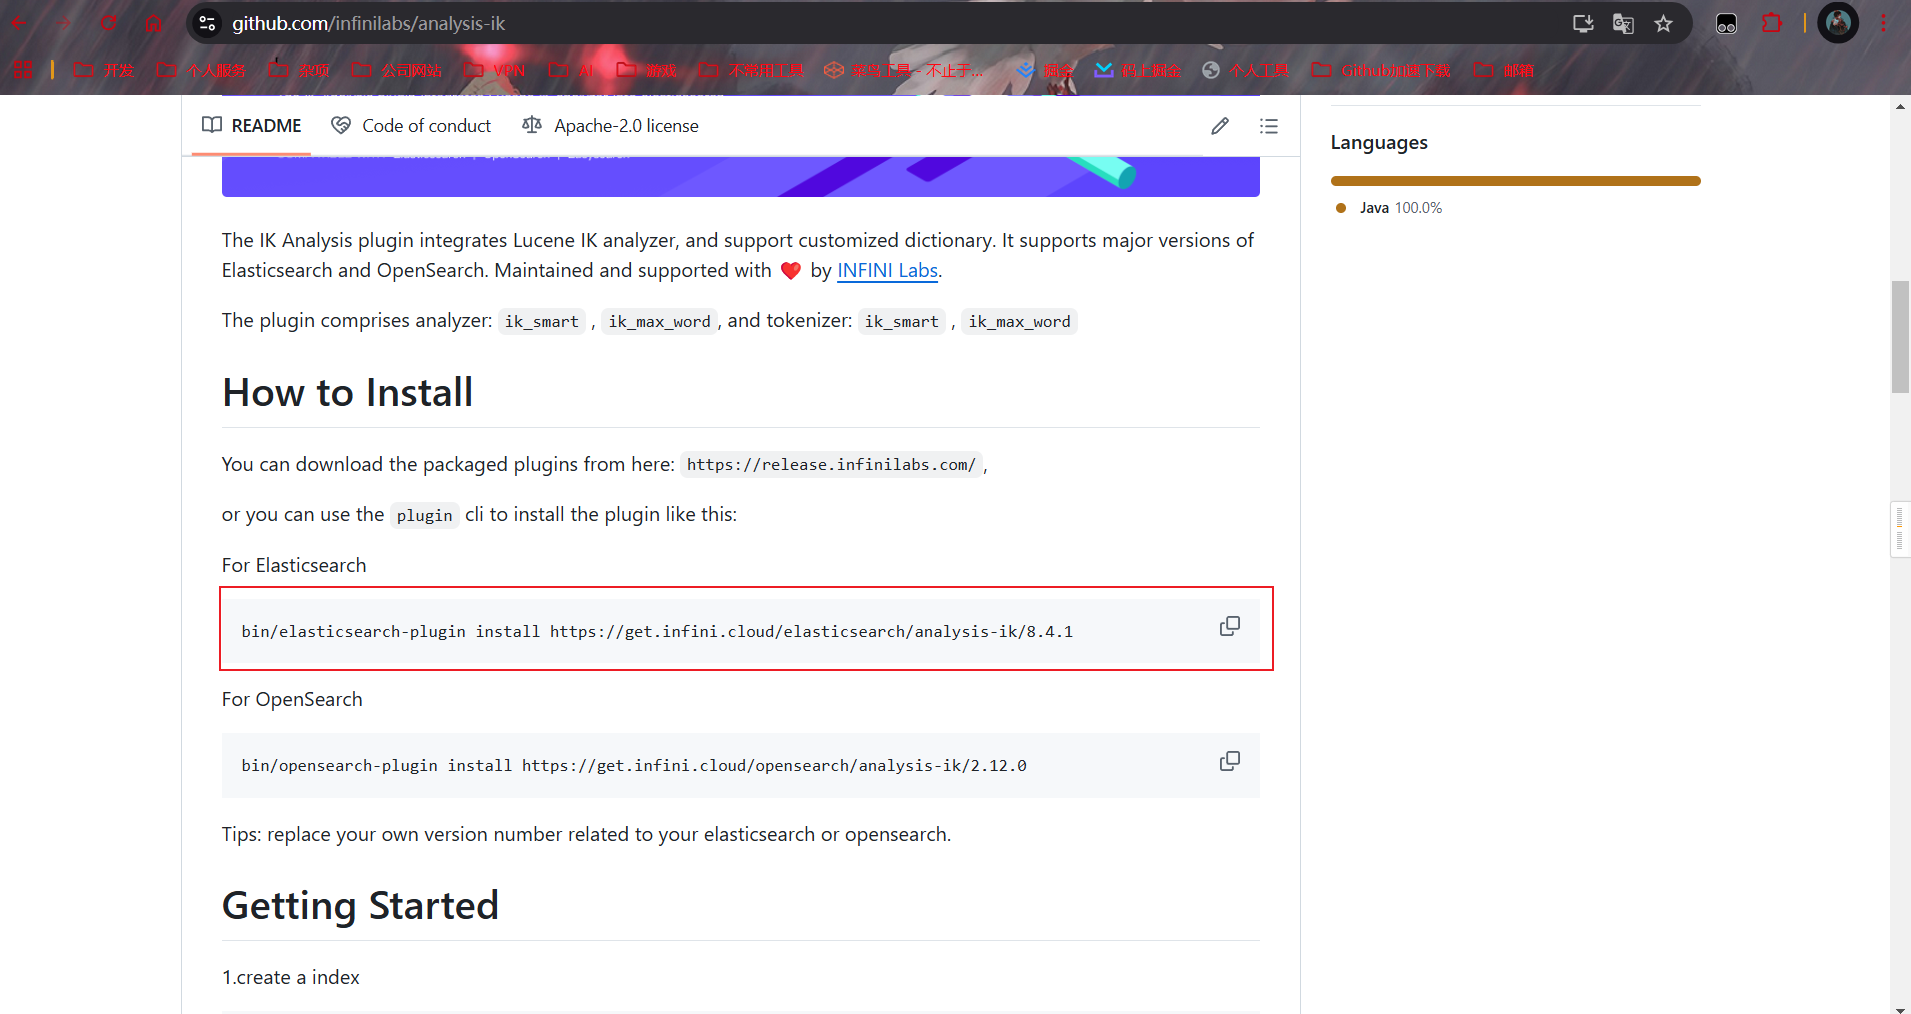 github.com/infinilabs/analysis-ik
开发 个人服务 杂项 公司网站 VPN AI 游戏 不常用工具 菜鸟工具 - 不止于... 掘金 码上掘金 个人工具 Github加速下载 邮箱
README Code of conduct Apache-2.0 license
The IK Analysis plugin integrates Lucene IK analyzer, and support customized dictionary. It supports major versions of
Elasticsearch and OpenSearch. Maintained and supported with ❤️ by INFINI Labs.
The plugin comprises analyzer: ik_smart , ik_max_word, and tokenizer: ik_smart , ik_max_word
How to Install
You can download the packaged plugins from here: https://release.infinilabs.com/,
or you can use the plugin cli to install the plugin like this:
For Elasticsearch
bin/elasticsearch-plugin install https://get.infini.cloud/elasticsearch/analysis-ik/8.4.1
For OpenSearch
bin/opensearch-plugin install https://get.infini.cloud/opensearch/analysis-ik/2.12.0
Tips: replace your own version number related to your elasticsearch or opensearch.
Getting Started
1.create a index
Languages
Java 100.0%